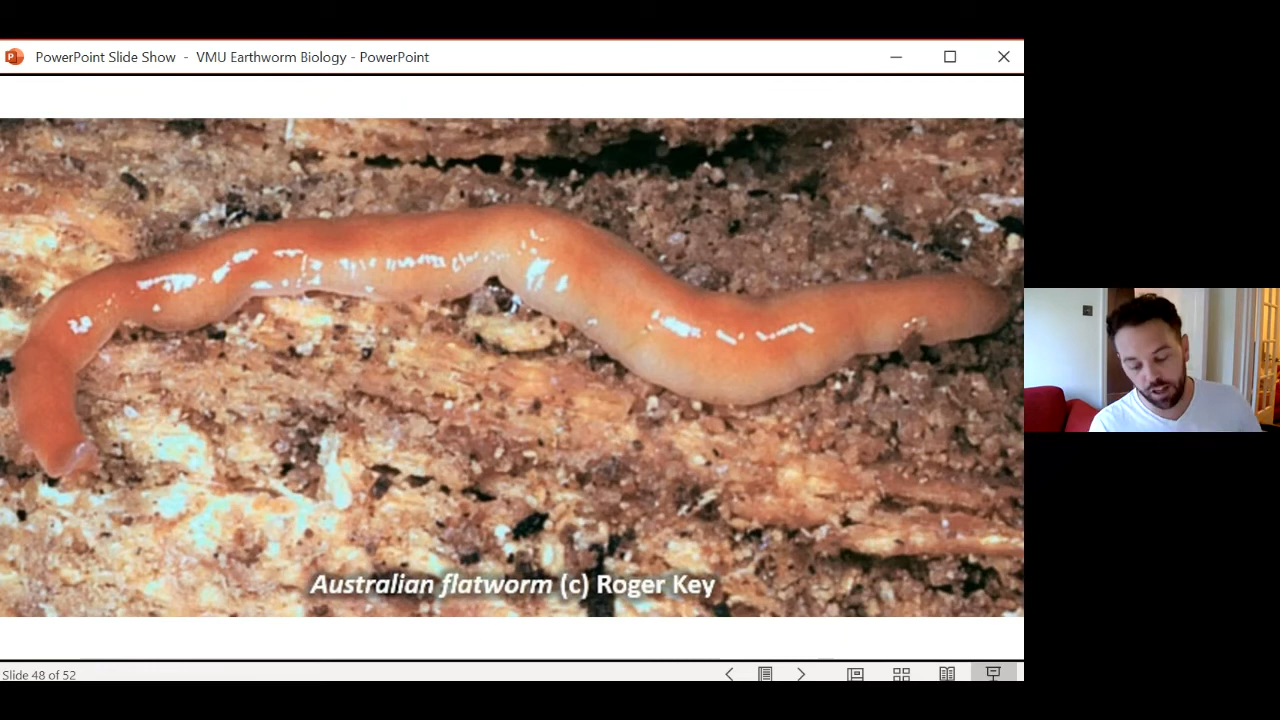 PowerPoint Slide Show - VMU Earthworm Biology - PowerPoint
Australian flatworm (c) Roger Key
Slide 48 of 52